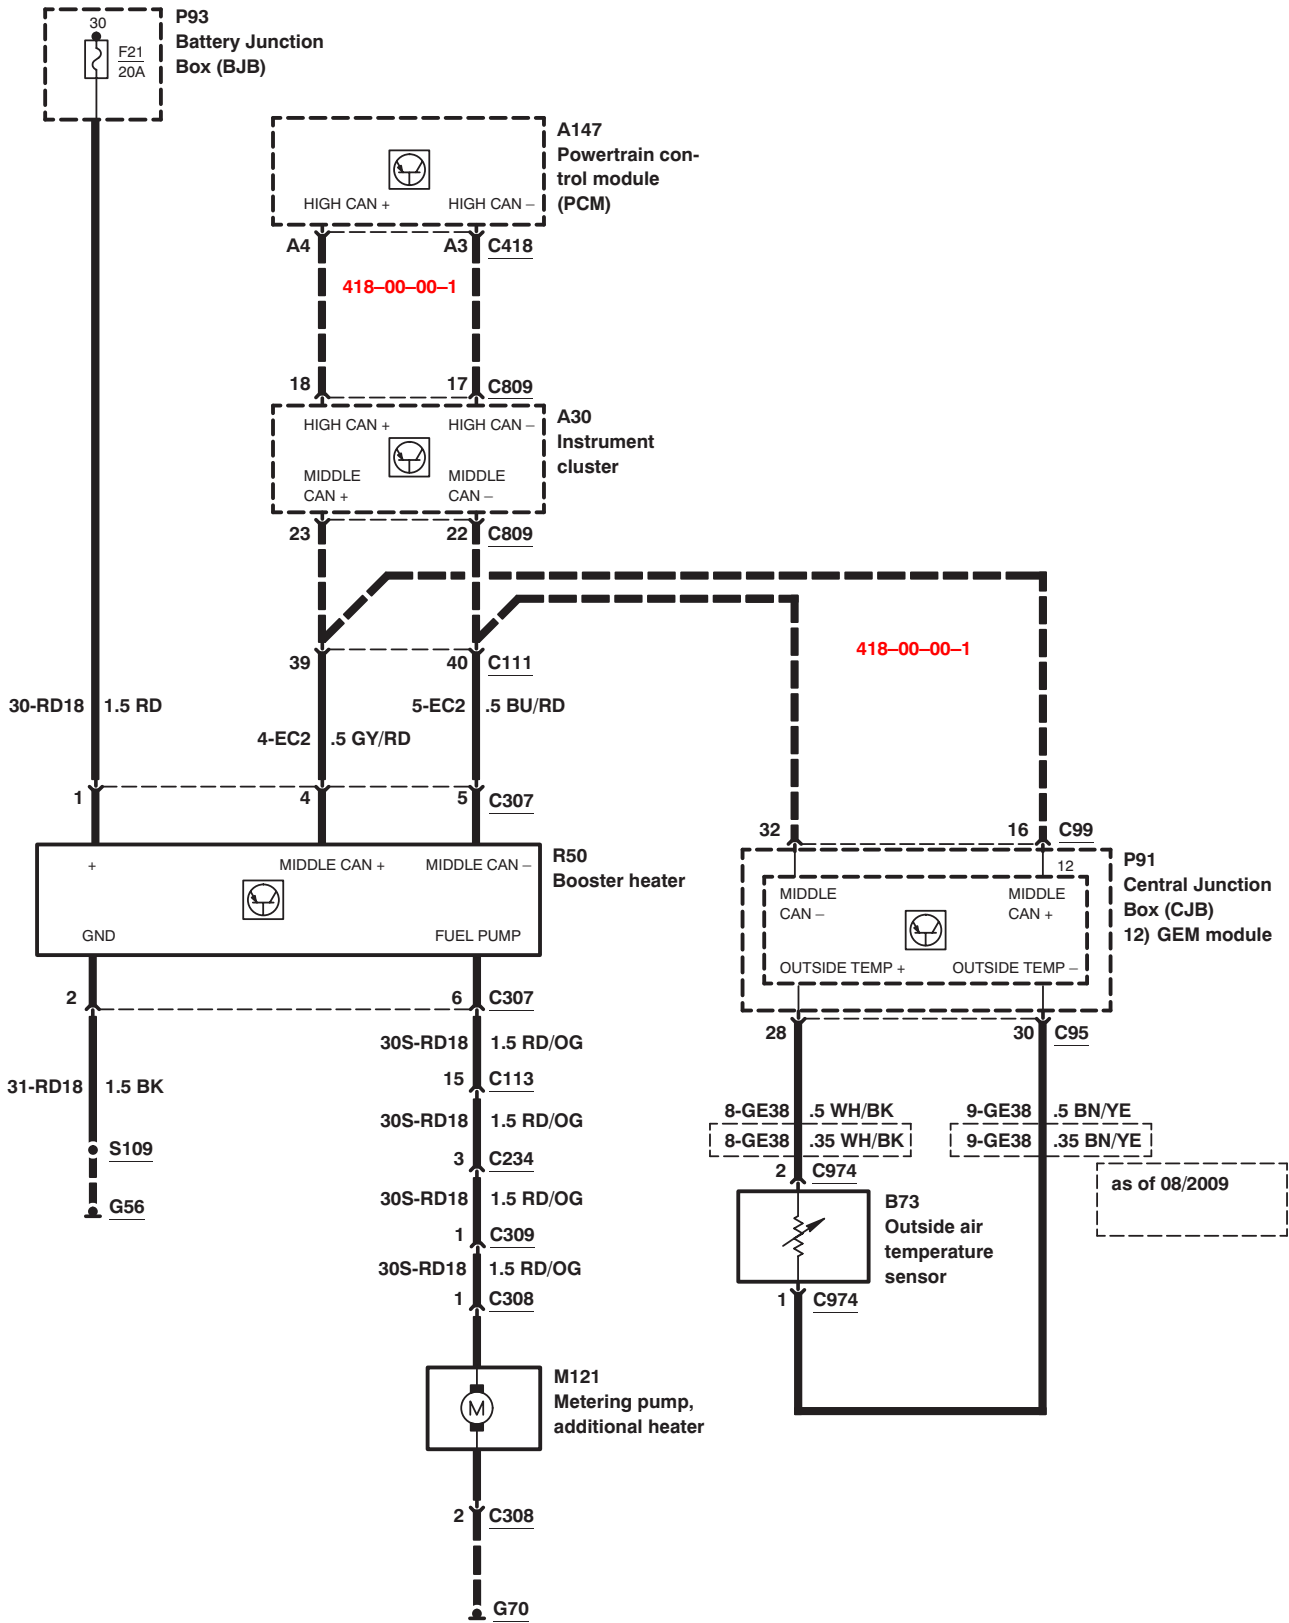 30
F21
20A
P93
Battery Junction
Box (BJB)
A147
Powertrain con-
trol module
(PCM)
HIGH CAN + HIGH CAN –
A4 A3 C418
418–00–00–1
18 17 C809
A30
Instrument
cluster
HIGH CAN + HIGH CAN –
MIDDLE
CAN +
MIDDLE
CAN –
23 22 C809
418–00–00–1
39 40 C111
30-RD18 1.5 RD
5-EC2 .5 BU/RD
4-EC2 .5 GY/RD
1 4 5 C307
R50
Booster heater
+ MIDDLE CAN + MIDDLE CAN –
GND FUEL PUMP
32 16 C99
12
P91
Central Junction
Box (CJB)
12) GEM module
MIDDLE
CAN –
MIDDLE
CAN +
OUTSIDE TEMP + OUTSIDE TEMP –
2 6 C307
28 30 C95
30S-RD18 1.5 RD/OG
15 C113
31-RD18 1.5 BK
30S-RD18 1.5 RD/OG
S109
3 C234
G56
30S-RD18 1.5 RD/OG
1 C309
30S-RD18 1.5 RD/OG
1 C308
8-GE38 .5 WH/BK
8-GE38 .35 WH/BK
9-GE38 .5 BN/YE
9-GE38 .35 BN/YE
as of 08/2009
2 C974
B73
Outside air
temperature
sensor
1 C974
M
M121
Metering pump,
additional heater
2 C308
G70